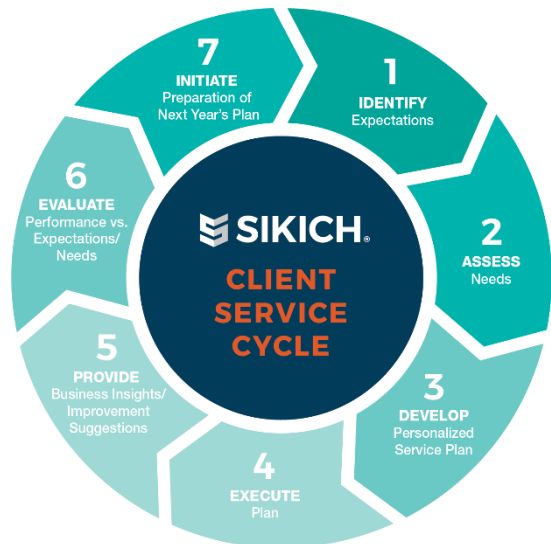 SIKICH®
CLIENT
SERVICE
CYCLE
1
IDENTIFY
Expectations
2
ASSESS
Needs
3
DEVELOP
Personalized
Service Plan
4
EXECUTE
Plan
5
PROVIDE
Business Insights/
Improvement
Suggestions
6
EVALUATE
Performance vs.
Expectations/
Needs
7
INITIATE
Preparation of
Next Year's Plan